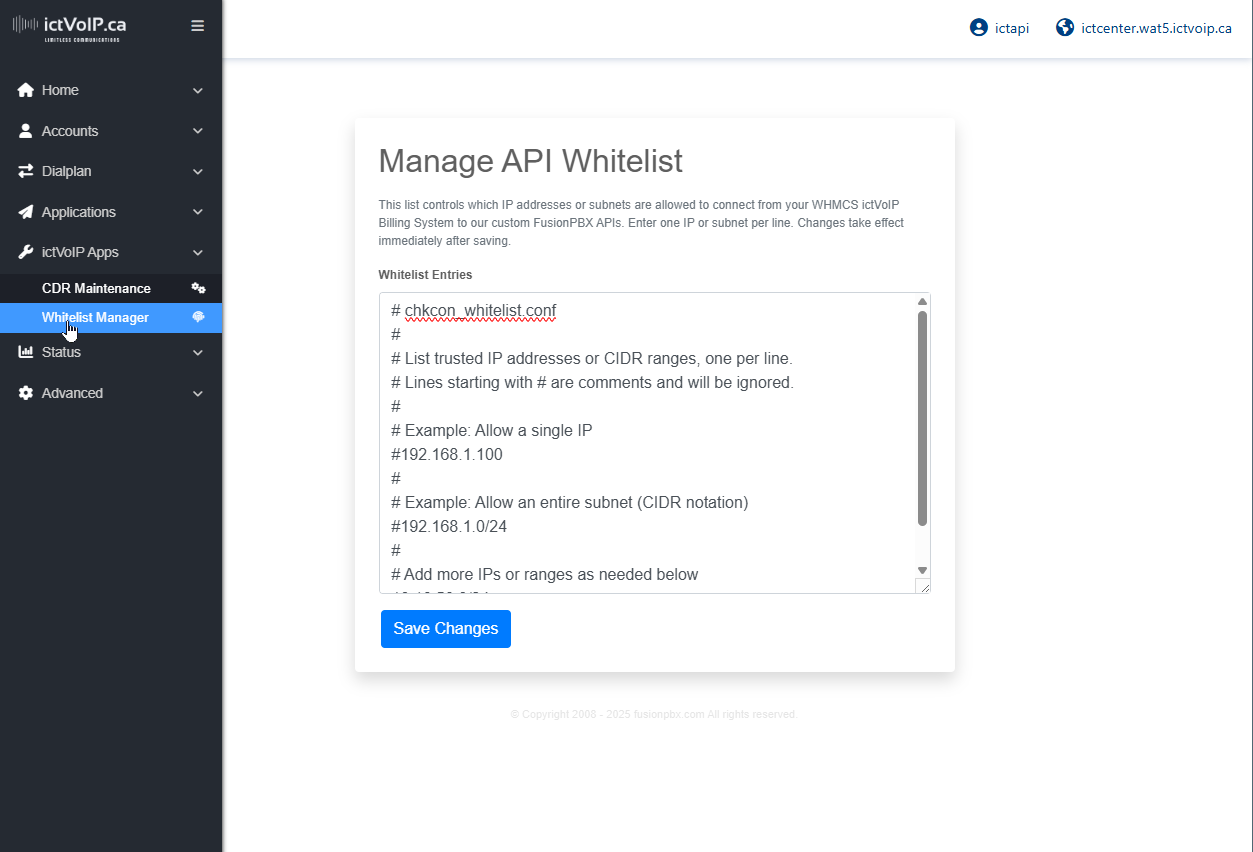 ictVoIP.ca
LIMITLESS COMMUNICATIONS
ictapi
ictcenter.wat5.ictvoip.ca
Home
Accounts
Dialplan
Applications
ictVoIP Apps
CDR Maintenance
Whitelist Manager
Status
Advanced
Manage API Whitelist
This list controls which IP addresses or subnets are allowed to connect from your WHMCS ictVoIP
Billing System to our custom FusionPBX APIs. Enter one IP or subnet per line. Changes take effect
immediately after saving.
Whitelist Entries
# chkcon_whitelist.conf
#
# List trusted IP addresses or CIDR ranges, one per line.
# Lines starting with # are comments and will be ignored.
#
# Example: Allow a single IP
#192.168.1.100
#
# Example: Allow an entire subnet (CIDR notation)
#192.168.1.0/24
#
# Add more IPs or ranges as needed below
Save Changes
© Copyright 2008 - 2025 fusionpbx.com All rights reserved.